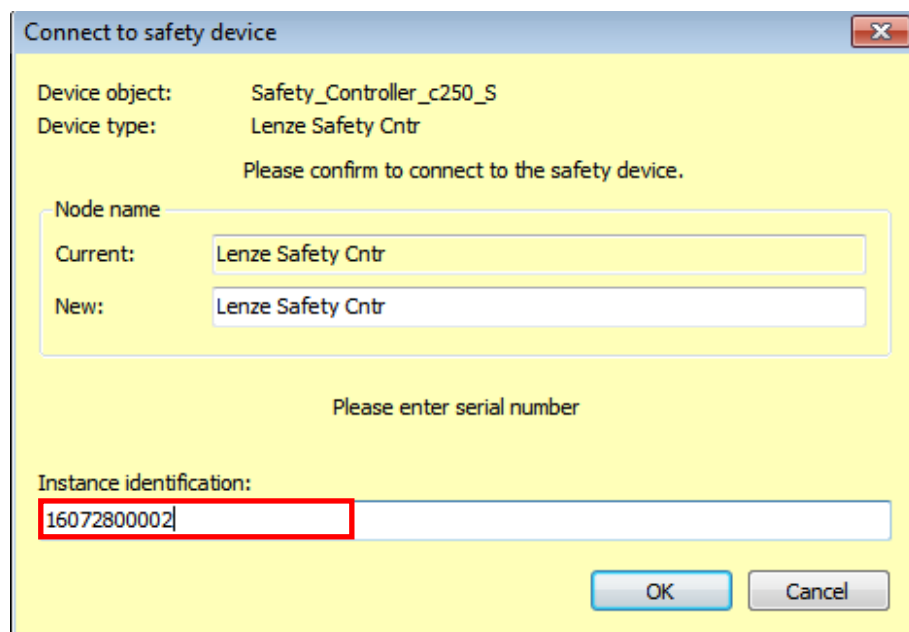 Connect to safety device
Device object: Safety_Controller_c250_S
Device type: Lenze Safety Cntr
Please confirm to connect to the safety device.
Node name
Current: Lenze Safety Cntr
New: Lenze Safety Cntr
Please enter serial number
Instance identification:
16072800002
OK Cancel